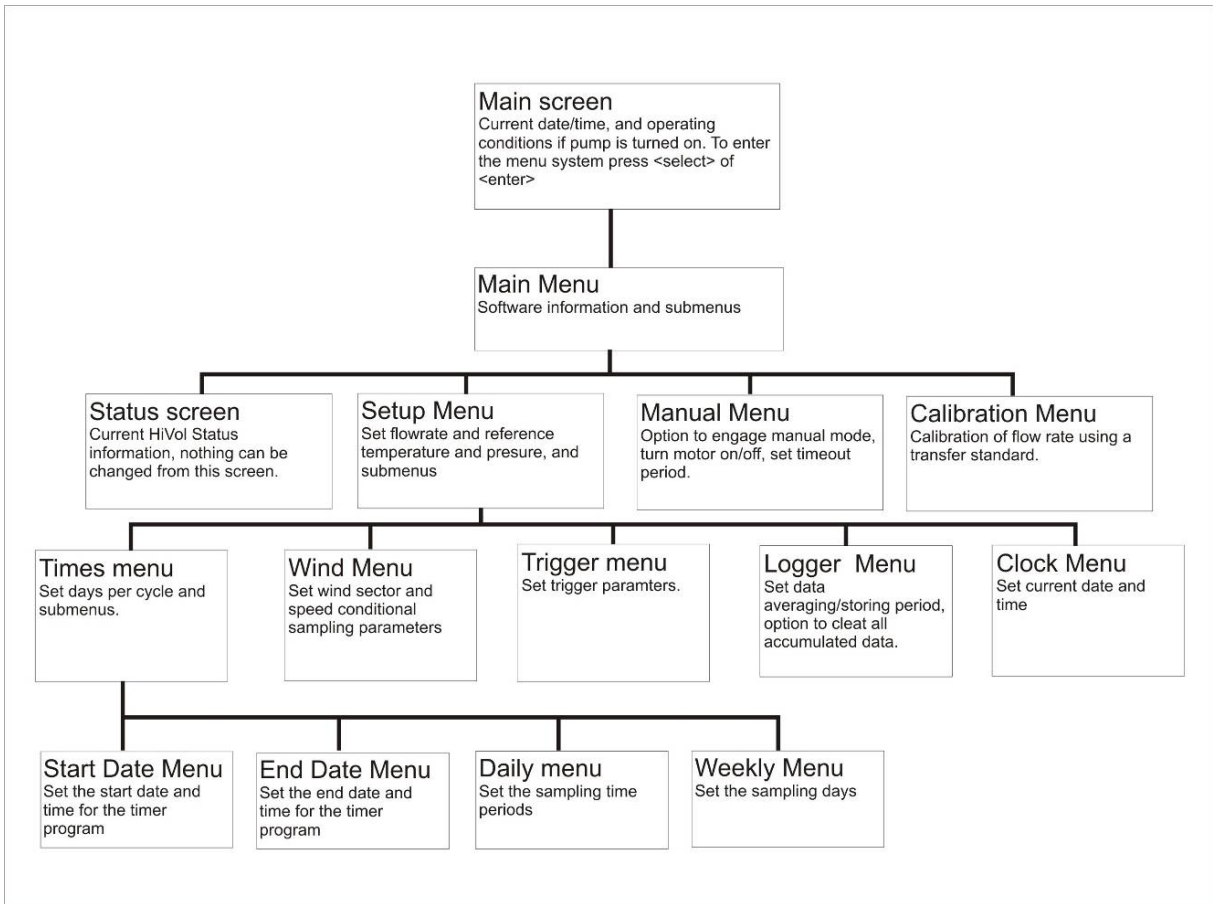 Main screen
Current date/time, and operating
conditions if pump is turned on. To enter
the menu system press <select> of
<enter>
Main Menu
Software information and submenus
Status screen
Current HiVol Status
information, nothing can be
changed from this screen.
Setup Menu
Set flowrate and reference
temperature and presure, and
submenus
Manual Menu
Option to engage manual mode,
turn motor on/off, set timeout
period.
Calibration Menu
Calibration of flow rate using a
transfer standard.
Times menu
Set days per cycle and
submenus.
Wind Menu
Set wind sector and
speed conditional
sampling parameters
Trigger menu
Set trigger paramters.
Logger Menu
Set data
averaging/storing period,
option to cleat all
accumulated data.
Clock Menu
Set current date and
time
Start Date Menu
Set the start date and
time for the timer
program
End Date Menu
Set the end date and
time for the timer
program
Daily menu
Set the sampling time
periods
Weekly Menu
Set the sampling days